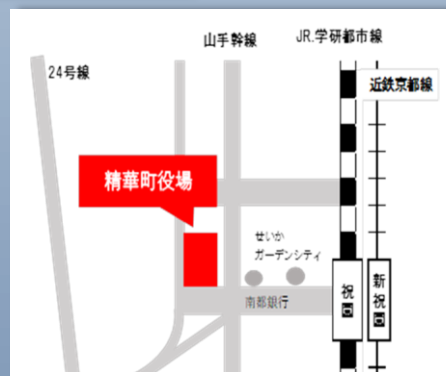 山手幹線
JR.学研都市線
24号線
近鉄京都線
精華町役場
せいか
ガーデンシティ
南都銀行
祝園
新祝園